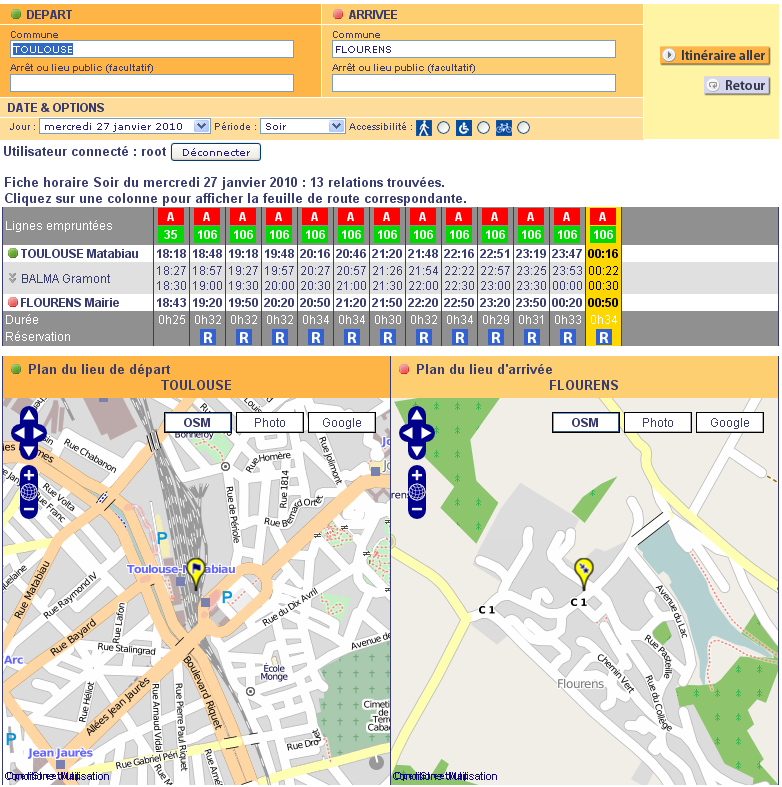 DEPART
Commune
TOULOUSE
Arrêt ou lieu public (facultatif)
ARRIVEE
Commune
FLOURENS
Arrêt ou lieu public (facultatif)
Itinéraire aller
Retour
DATE & OPTIONS
Jour : mercredi 27 janvier 2010 Période : Soir Accessibilité :
Utilisateur connecté : root Déconnecter
Fiche horaire Soir du mercredi 27 janvier 2010 : 13 relations trouvées.
Cliquez sur une colonne pour afficher la feuille de route correspondante.
Lignes empruntées A A A A A A A A A A A A A
35 106 106 106 106 106 106 106 106 106 106 106 106
TOULOUSE Matabiau 18:18 18:48 19:18 19:48 20:16 20:46 21:20 21:48 22:16 22:51 23:19 23:47 00:16
BALMA Gramont 18:27 18:57 19:27 19:57 20:27 20:57 21:26 21:54 22:22 22:57 23:25 23:53 00:22
18:30 19:00 19:30 20:00 20:30 21:00 21:30 22:00 22:30 23:00 23:30 00:00 00:30
FLOURENS Mairie 18:43 19:20 19:50 20:20 20:50 21:20 21:50 22:20 22:50 23:20 23:50 00:20 00:50
Durée 0h25 0h32 0h32 0h32 0h34 0h34 0h30 0h32 0h34 0h29 0h31 0h33 0h34
Réservation R R R R R R R R R R R R
Plan du lieu de départ
TOULOUSE
OSM Photo Google
Bonnefoy
Rue Chabanon
Rue Homère
Rue Jolimont
Rue Volta
Rue Franc
Rue de Périole
Rue 1814
Rue Bernard Ortet
P
Toulouse-Matabiau
P
Rue Matabiau
Rue Raymond IV
Rue Lafon
Rue du Dix Avril
Rue Bayard
Rue Stalingrad
Avenue de
Arc
École
Monge
Boulevard Riquet
Rue Héliot
Allées Jean Jaurès
Rue Arnaud Vidal
Rue Pierre Paul Riquet
P
Jean Jaurès
Rue Gabriel Péri
Plan du lieu d'arrivée
FLOURENS
OSM Photo Google
C 1
C 1
Avenue du Lac
Rue Pasteille
Chemin Vert
Flourens
Rue du Collège